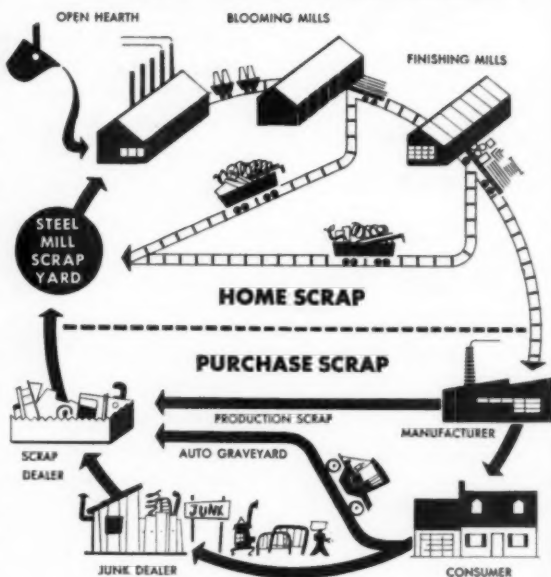 OPEN HEARTH
BLOOMING MILLS
FINISHING MILLS
STEEL
MILL
SCRAP
YARD
HOME SCRAP
PURCHASE SCRAP
PRODUCTION SCRAP
MANUFACTURER
AUTO GRAVEYARD
SCRAP
DEALER
JUNK
JUNK DEALER
CONSUMER